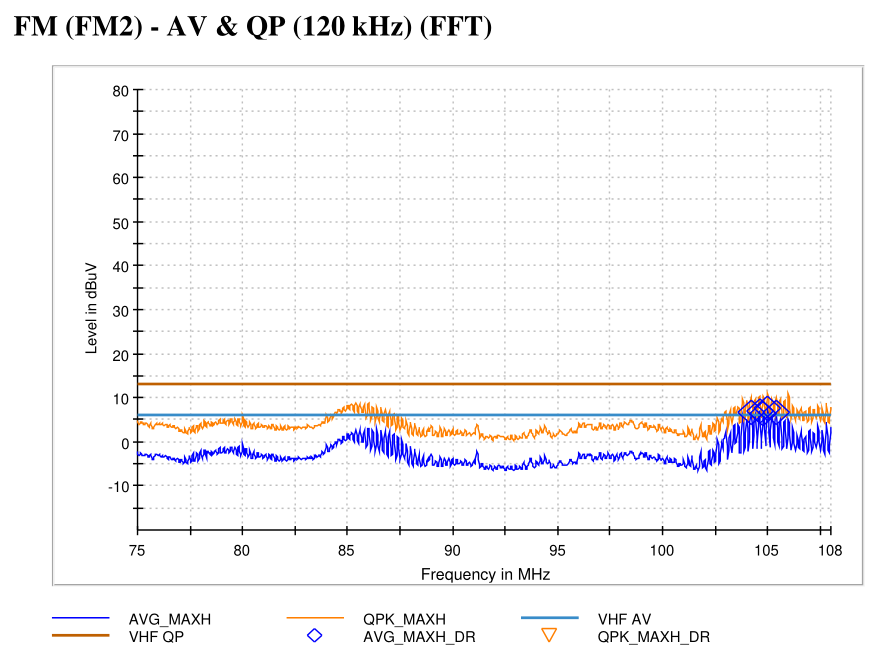 FM (FM2) - AV & QP (120 kHz) (FFT)
80
70
60
50
40
30
20
10
0
-10
Level in dBuV
75 80 85 90 95 100 105 108
Frequency in MHz
AVG_MAXH QPK_MAXH VHF AV
VHF QP AVG_MAXH_DR QPK_MAXH_DR